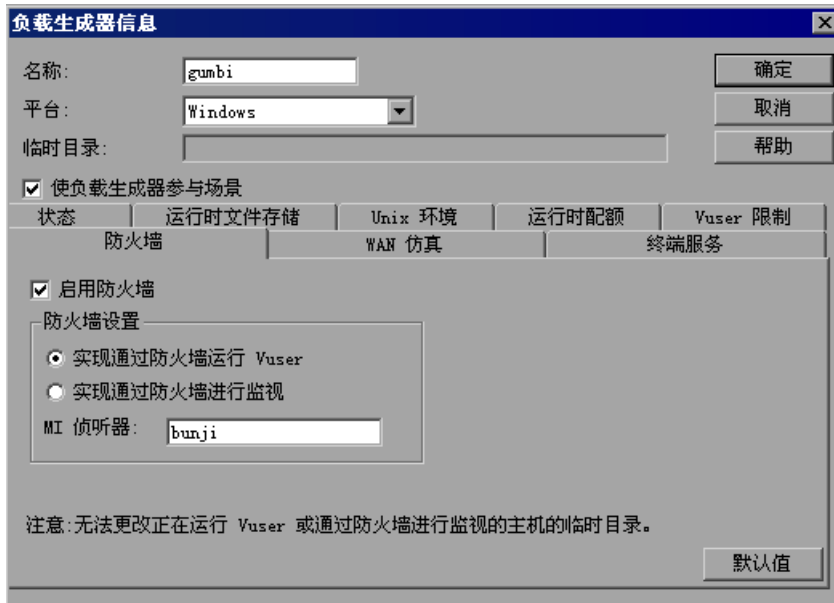 负载生成器信息
名称: gumbi 确定
平台: Windows 取消
临时目录: 帮助
使负载生成器参与场景
状态 运行时文件存储 Unix 环境 运行时配额 Vuser 限制
防火墙 WAN 仿真 终端服务
启用防火墙
防火墙设置
实现通过防火墙运行 Vuser
实现通过防火墙进行监视
MI 侦听器: bunji
注意:无法更改正在运行 Vuser 或通过防火墙进行监视的主机的临时目录。
默认值